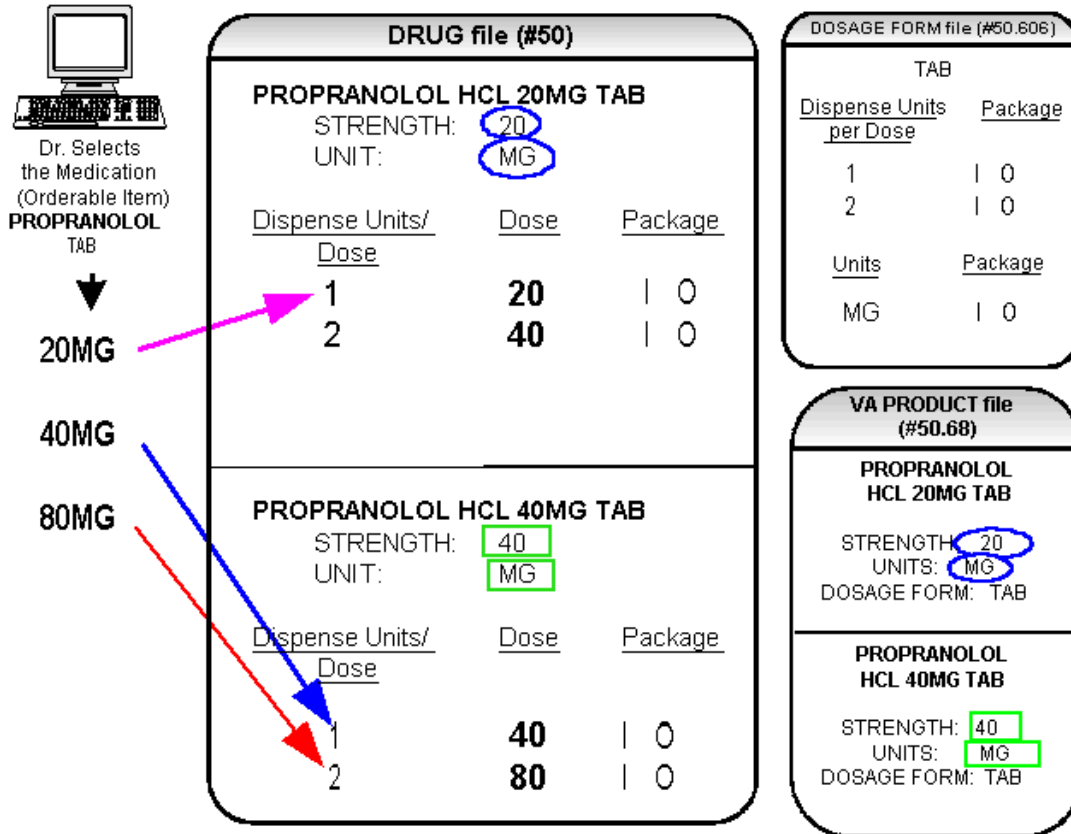 Dr. Selects
the Medication
(Orderable Item)
PROPRANOLOL
TAB
20MG
40MG
80MG
DRUG file (#50)
PROPRANOLOL HCL 20MG TAB
STRENGTH: 20
UNIT: MG
Dispense Units/ Dose Package
Dose
1 20 I O
2 40 I O
PROPRANOLOL HCL 40MG TAB
STRENGTH: 40
UNIT: MG
Dispense Units/ Dose Package
Dose
1 40 I O
2 80 I O
DOSAGE FORM file (#50.606)
TAB
Dispense Units Package
per Dose
1 I O
2 I O
Units Package
MG I O
VA PRODUCT file
(#50.68)
PROPRANOLOL
HCL 20MG TAB
STRENGTH: 20
UNITS: MG
DOSAGE FORM: TAB
PROPRANOLOL
HCL 40MG TAB
STRENGTH: 40
UNITS: MG
DOSAGE FORM: TAB